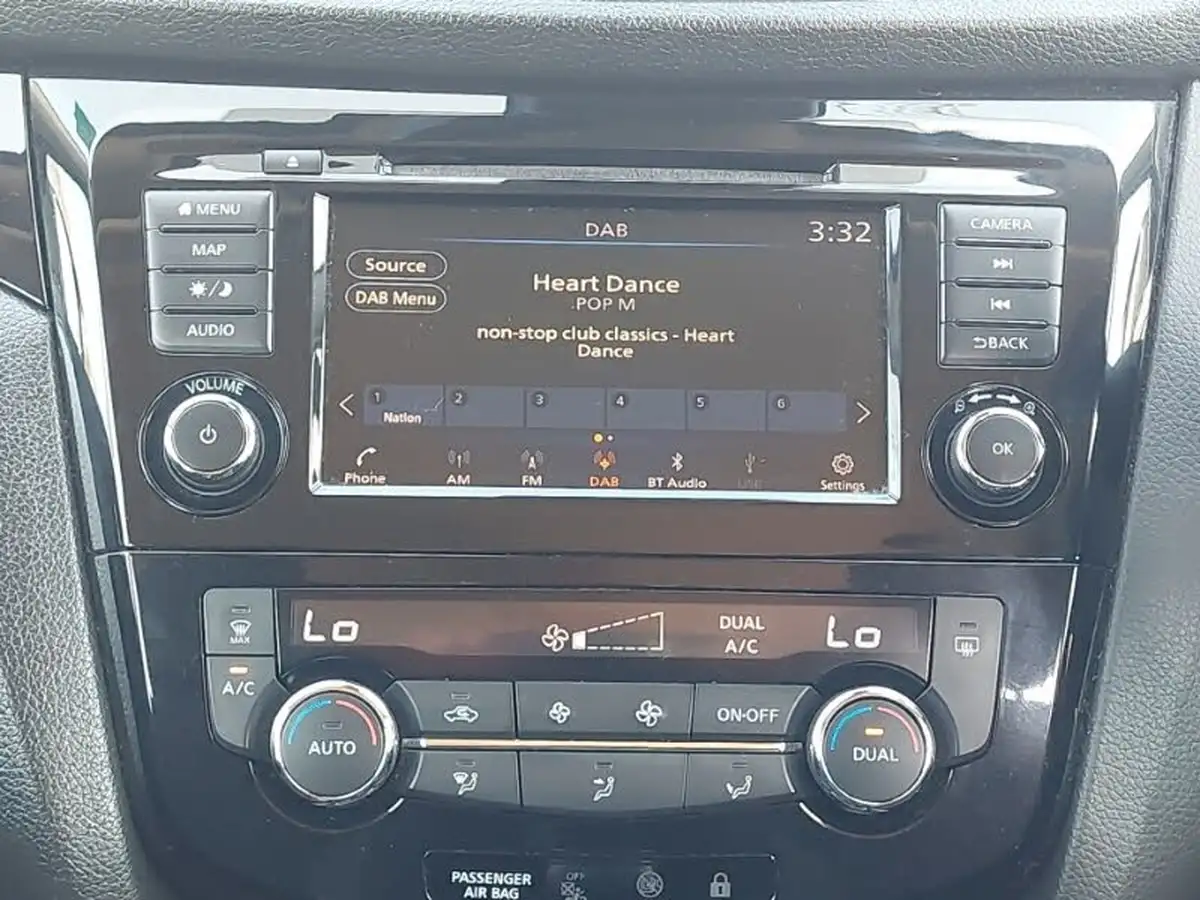 MENU
MAP
AUDIO
VOLUME
DAB
3:32
Source
DAB Menu
Heart Dance
POP M
non-stop club classics - Heart
Dance
1 2 3 4 5 6
Nation
Phone AM FM DAB BT Audio USB Settings
CAMERA
BACK
OK
MAX
A/C
Lo
DUAL
A/C
Lo
AUTO
ON·OFF
DUAL
PASSENGER
AIR BAG
OFF